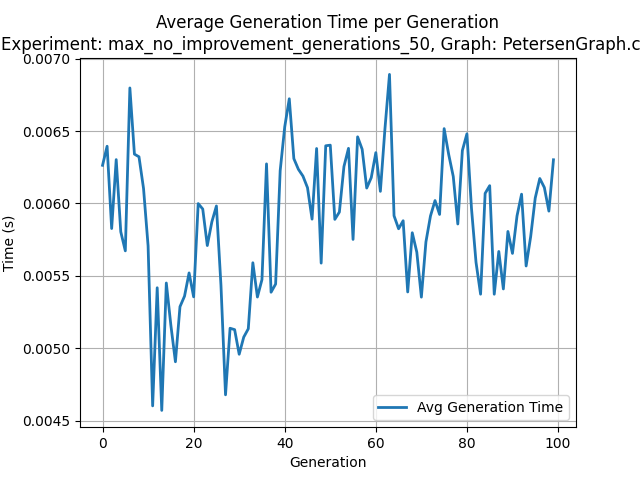 Average Generation Time per Generation
Experiment: max_no_improvement_generations_50, Graph: PetersenGraph.c
0.0070
0.0065
0.0060
0.0055
0.0050
0.0045
Time (s)
Avg Generation Time
0 20 40 60 80 100
Generation